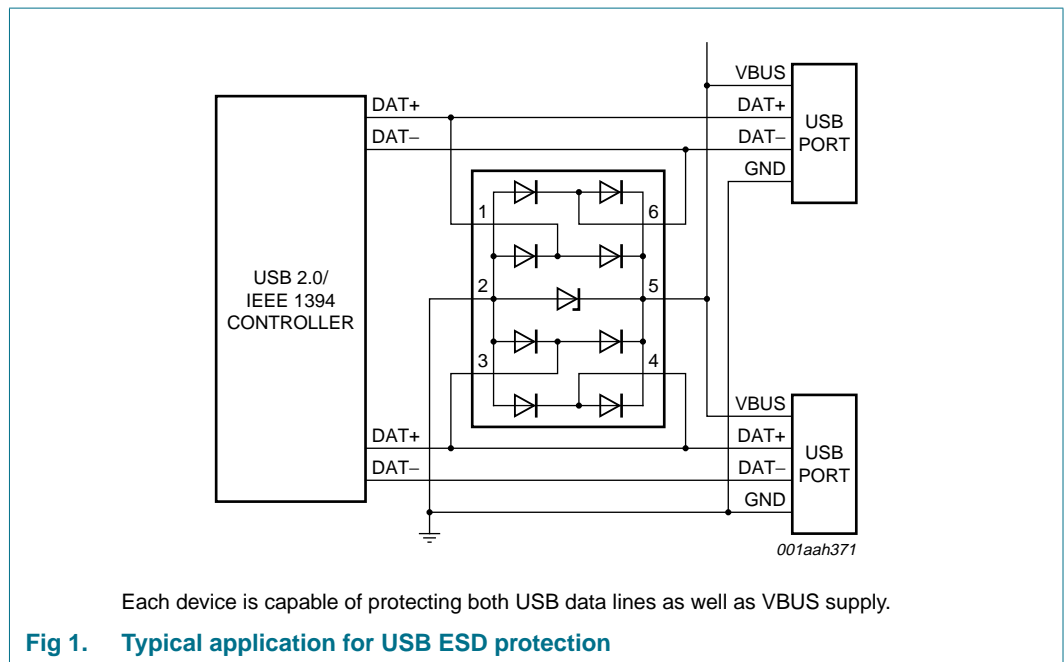 VBUS
DAT+
DAT+
USB
PORT
DAT−
DAT−
GND
1
6
USB 2.0/
IEEE 1394
CONTROLLER
2
5
3
4
VBUS
DAT+
DAT+
USB
PORT
DAT−
DAT−
GND
001aah371
Each device is capable of protecting both USB data lines as well as VBUS supply.
Fig 1. Typical application for USB ESD protection